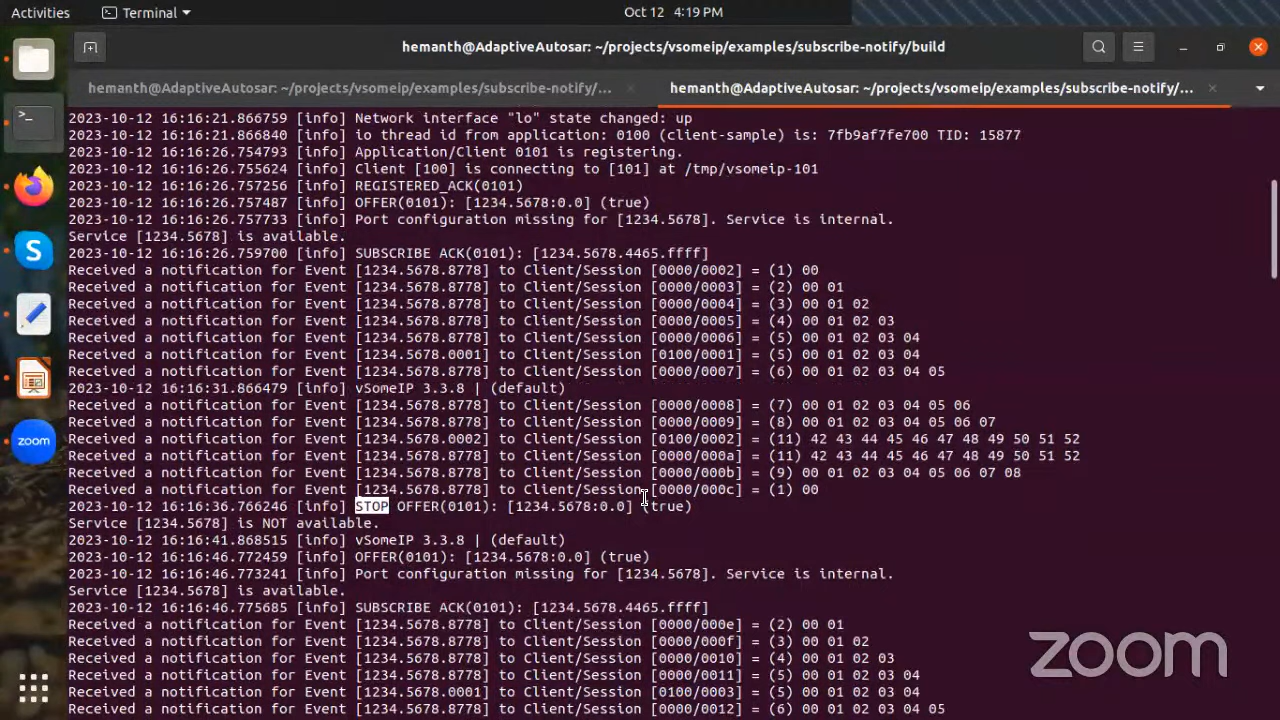 Activities
Terminal
Oct 12 4:19 PM
hemanth@AdaptiveAutosar: ~/projects/vsomeip/examples/subscribe-notify/build
hemanth@AdaptiveAutosar: ~/projects/vsomeip/examples/subscribe-notify/...
hemanth@AdaptiveAutosar: ~/projects/vsomeip/examples/subscribe-notify/...
2023-10-12 16:16:21.866759 [info] Network interface "lo" state changed: up
2023-10-12 16:16:21.866840 [info] io thread id from application: 0100 (client-sample) is: 7fb9af7fe700 TID: 15877
2023-10-12 16:16:26.754793 [info] Application/Client 0101 is registering.
2023-10-12 16:16:26.755624 [info] Client [100] is connecting to [101] at /tmp/vsomeip-101
2023-10-12 16:16:26.757256 [info] REGISTERED_ACK(0101)
2023-10-12 16:16:26.757487 [info] OFFER(0101): [1234.5678:0.0] (true)
2023-10-12 16:16:26.757733 [info] Port configuration missing for [1234.5678]. Service is internal.
Service [1234.5678] is available.
2023-10-12 16:16:26.759700 [info] SUBSCRIBE ACK(0101): [1234.5678.4465.ffff]
Received a notification for Event [1234.5678.8778] to Client/Session [0000/0002] = (1) 00
Received a notification for Event [1234.5678.8778] to Client/Session [0000/0003] = (2) 00 01
Received a notification for Event [1234.5678.8778] to Client/Session [0000/0004] = (3) 00 01 02
Received a notification for Event [1234.5678.8778] to Client/Session [0000/0005] = (4) 00 01 02 03
Received a notification for Event [1234.5678.8778] to Client/Session [0000/0006] = (5) 00 01 02 03 04
Received a notification for Event [1234.5678.0001] to Client/Session [0100/0001] = (5) 00 01 02 03 04
Received a notification for Event [1234.5678.8778] to Client/Session [0000/0007] = (6) 00 01 02 03 04 05
2023-10-12 16:16:31.866479 [info] vSomeIP 3.3.8 | (default)
Received a notification for Event [1234.5678.8778] to Client/Session [0000/0008] = (7) 00 01 02 03 04 05 06
Received a notification for Event [1234.5678.8778] to Client/Session [0000/0009] = (8) 00 01 02 03 04 05 06 07
Received a notification for Event [1234.5678.0002] to Client/Session [0100/0002] = (11) 42 43 44 45 46 47 48 49 50 51 52
Received a notification for Event [1234.5678.8778] to Client/Session [0000/000a] = (11) 42 43 44 45 46 47 48 49 50 51 52
Received a notification for Event [1234.5678.8778] to Client/Session [0000/000b] = (9) 00 01 02 03 04 05 06 07 08
Received a notification for Event [1234.5678.8778] to Client/Session [0000/000c] = (1) 00
2023-10-12 16:16:36.766246 [info] STOP OFFER(0101): [1234.5678:0.0] (true)
Service [1234.5678] is NOT available.
2023-10-12 16:16:41.868515 [info] vSomeIP 3.3.8 | (default)
2023-10-12 16:16:46.772459 [info] OFFER(0101): [1234.5678:0.0] (true)
2023-10-12 16:16:46.773241 [info] Port configuration missing for [1234.5678]. Service is internal.
Service [1234.5678] is available.
2023-10-12 16:16:46.775685 [info] SUBSCRIBE ACK(0101): [1234.5678.4465.ffff]
Received a notification for Event [1234.5678.8778] to Client/Session [0000/000e] = (2) 00 01
Received a notification for Event [1234.5678.8778] to Client/Session [0000/000f] = (3) 00 01 02
Received a notification for Event [1234.5678.8778] to Client/Session [0000/0010] = (4) 00 01 02 03
Received a notification for Event [1234.5678.8778] to Client/Session [0000/0011] = (5) 00 01 02 03 04
Received a notification for Event [1234.5678.0001] to Client/Session [0100/0003] = (5) 00 01 02 03 04
Received a notification for Event [1234.5678.8778] to Client/Session [0000/0012] = (6) 00 01 02 03 04 05
zoom
zoom